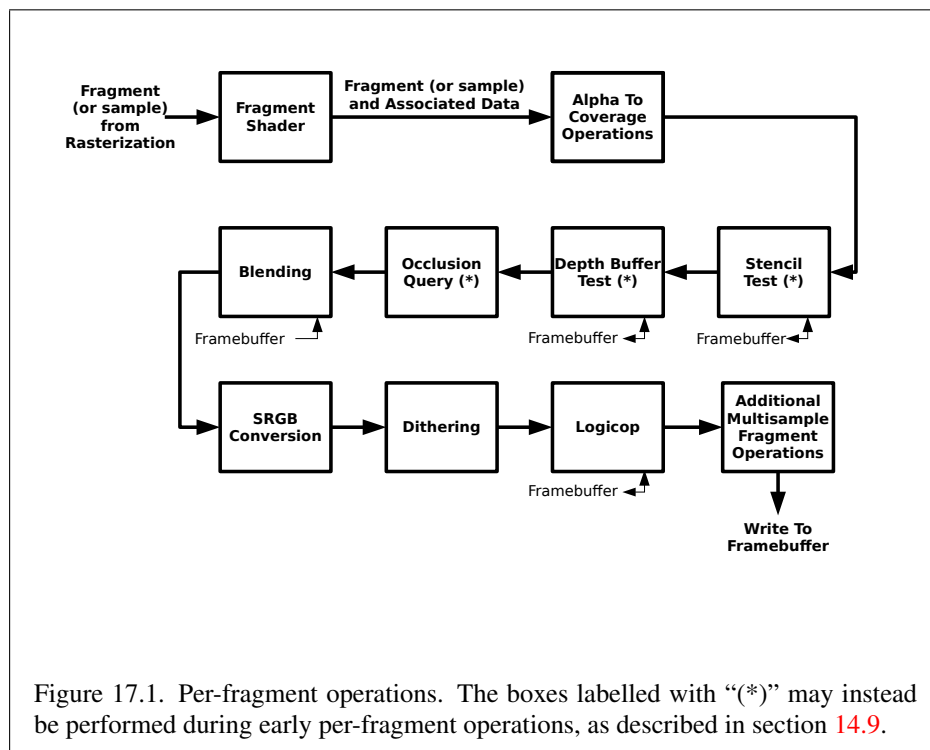 Fragment
(or sample)
from
Rasterization
Fragment
Shader
Fragment (or sample)
and Associated Data
Alpha To
Coverage
Operations
Blending
Occlusion
Query (*)
Depth Buffer
Test (*)
Stencil
Test (*)
Framebuffer
Framebuffer
Framebuffer
SRGB
Conversion
Dithering
Logicop
Additional
Multisample
Fragment
Operations
Framebuffer
Write To
Framebuffer
Figure 17.1. Per-fragment operations. The boxes labelled with “(*)” may instead
be performed during early per-fragment operations, as described in section 14.9.